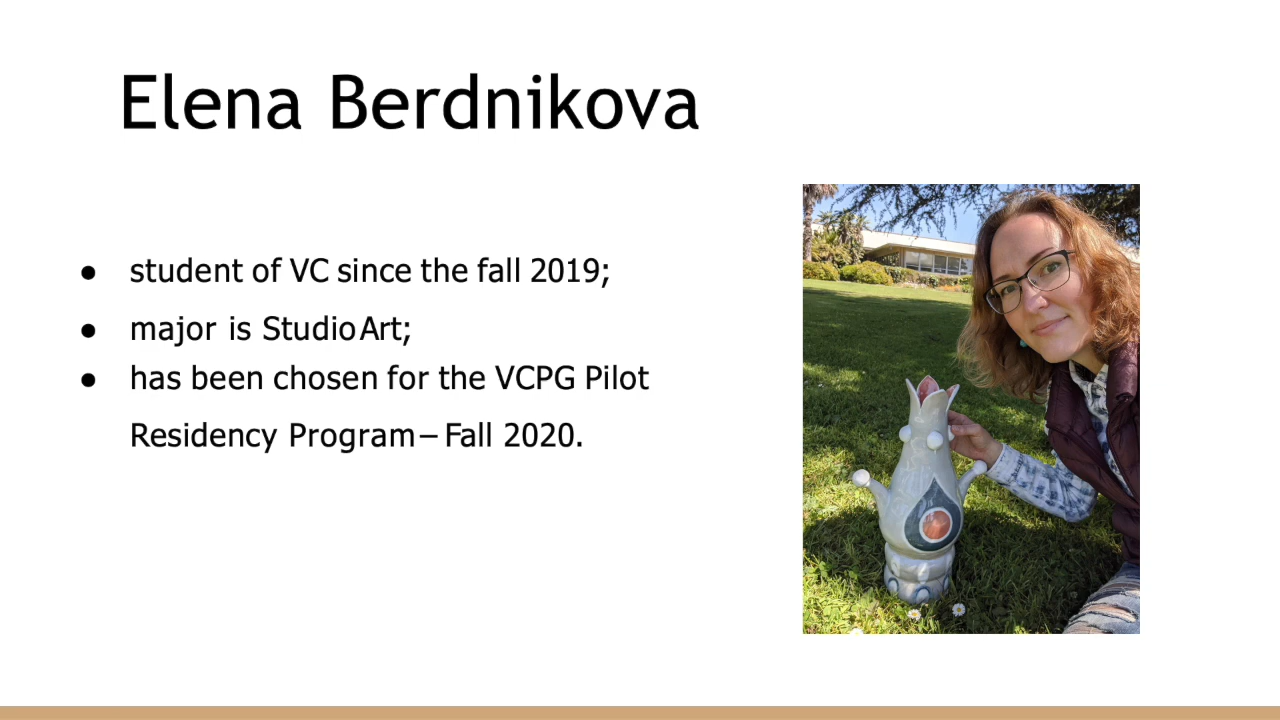 Elena Berdnikova
● student of VC since the fall 2019;
● major is Studio Art;
● has been chosen for the VCPG Pilot
Residency Program – Fall 2020.